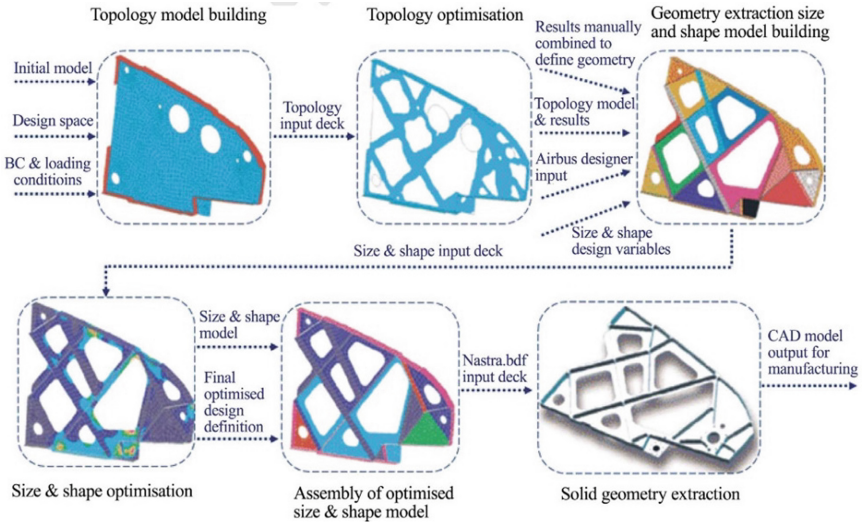 Topology model building
Topology optimisation
Geometry extraction size
and shape model building
Initial model
Design space
BC & loading
conditioins
Topology
input deck
Results manually
combined to
define geometry
Topology model
& results
Airbus designer
input
Size & shape
design variables
Size & shape input deck
Size & shape
model
Final
optimised
design
definition
Nastra.bdf
input deck
CAD model
output for
manufacturing
Size & shape optimisation
Assembly of optimised
size & shape model
Solid geometry extraction